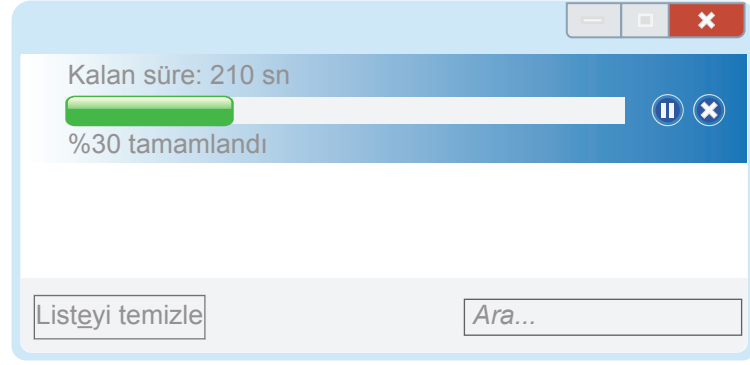 Kalan süre: 210 sn
%30 tamamlandı
Listeyi temizle
Ara...